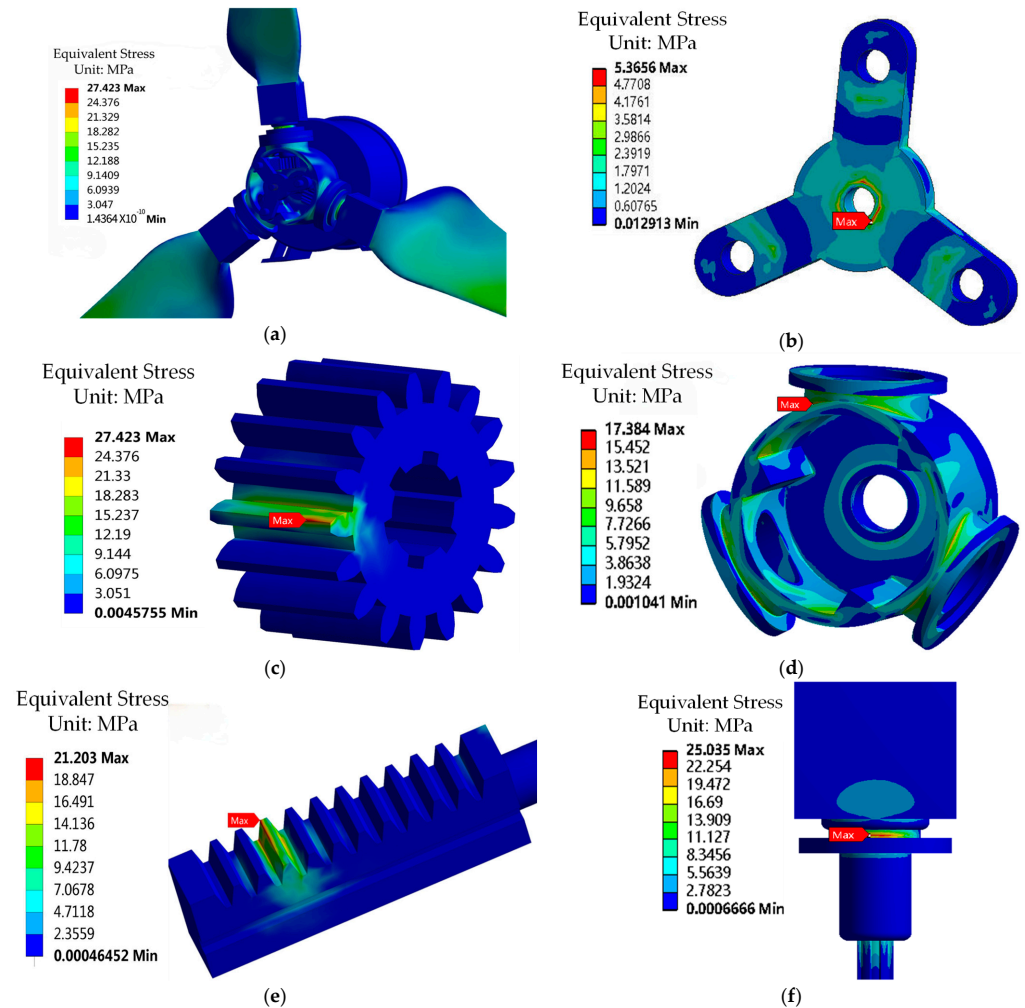 Equivalent Stress
Unit: MPa
27.423 Max
24.376
21.329
18.282
15.235
12.188
9.1409
6.0939
3.047
1.4364X10-10 Min
(a)
Equivalent Stress
Unit: MPa
5.3656 Max
4.7708
4.1761
3.5814
2.9866
2.3919
1.7971
1.2024
0.60765
0.012913 Min
Max
(b)
Equivalent Stress
Unit: MPa
27.423 Max
24.376
21.33
18.283
15.237
12.19
9.144
6.0975
3.051
0.0045755 Min
Max
(c)
Equivalent Stress
Unit: MPa
17.384 Max
15.452
13.521
11.589
9.658
7.7266
5.7952
3.8638
1.9324
0.001041 Min
Max
(d)
Equivalent Stress
Unit: MPa
21.203 Max
18.847
16.491
14.136
11.78
9.4237
7.0678
4.7118
2.3559
0.00046452 Min
Max
(e)
Equivalent Stress
Unit: MPa
25.035 Max
22.254
19.472
16.69
13.909
11.127
8.3456
5.5639
2.7823
0.0006666 Min
Max
(f)